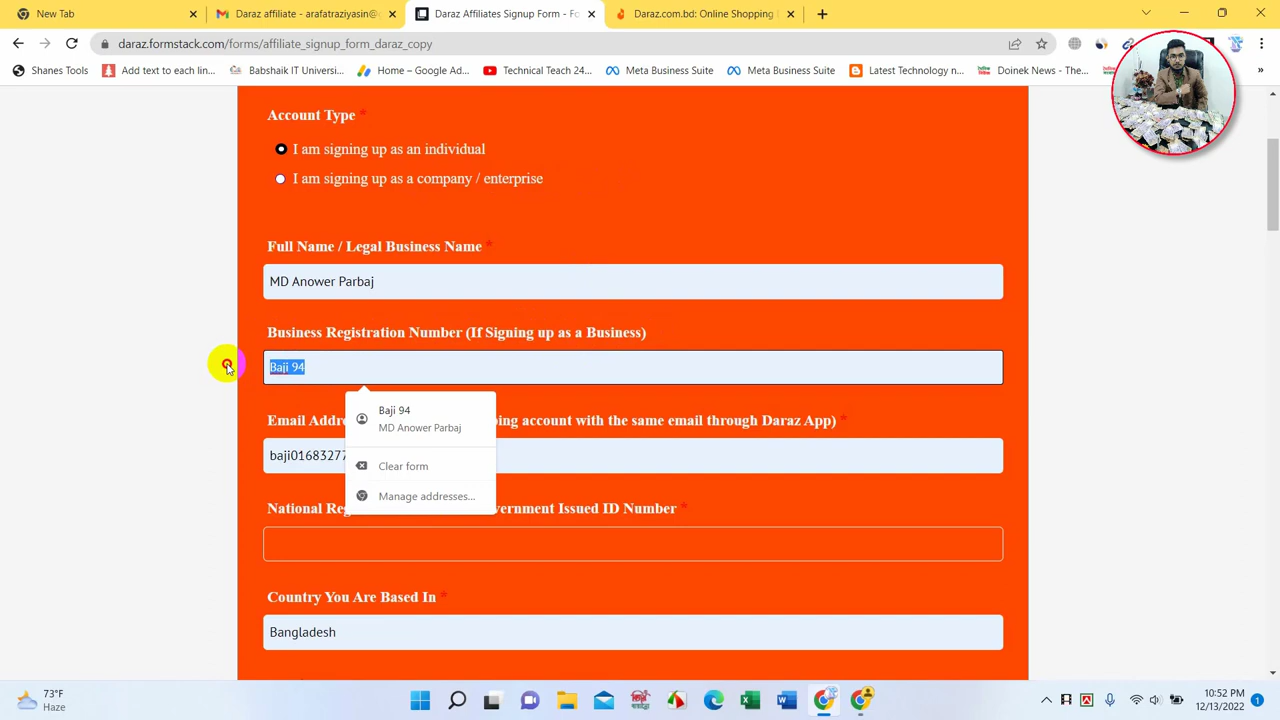 New Tab
Daraz affiliate - arafatraziyasin@
Daraz Affiliates Signup Form - Fo
Daraz.com.bd: Online Shopping
daraz.formstack.com/forms/affiliate_signup_form_daraz_copy
Shanes Tools
Add text to each lin...
Babshaik IT Universi...
Home – Google Ad...
Technical Teach 24...
Meta Business Suite
Meta Business Suite
Latest Technology n...
Doinek News - The...
»
Account Type *
I am signing up as an individual
I am signing up as a company / enterprise
Full Name / Legal Business Name *
MD Anower Parbaj
Business Registration Number (If Signing up as a Business)
Baji 94
Baji 94
MD Anower Parbaj
Email Addre
ing account with the same email through Daraz App) *
baji0168327
Clear form
Manage addresses...
National Reg
vernment Issued ID Number *
Country You Are Based In *
Bangladesh
73°F
Haze
10:52 PM
12/13/2022
1